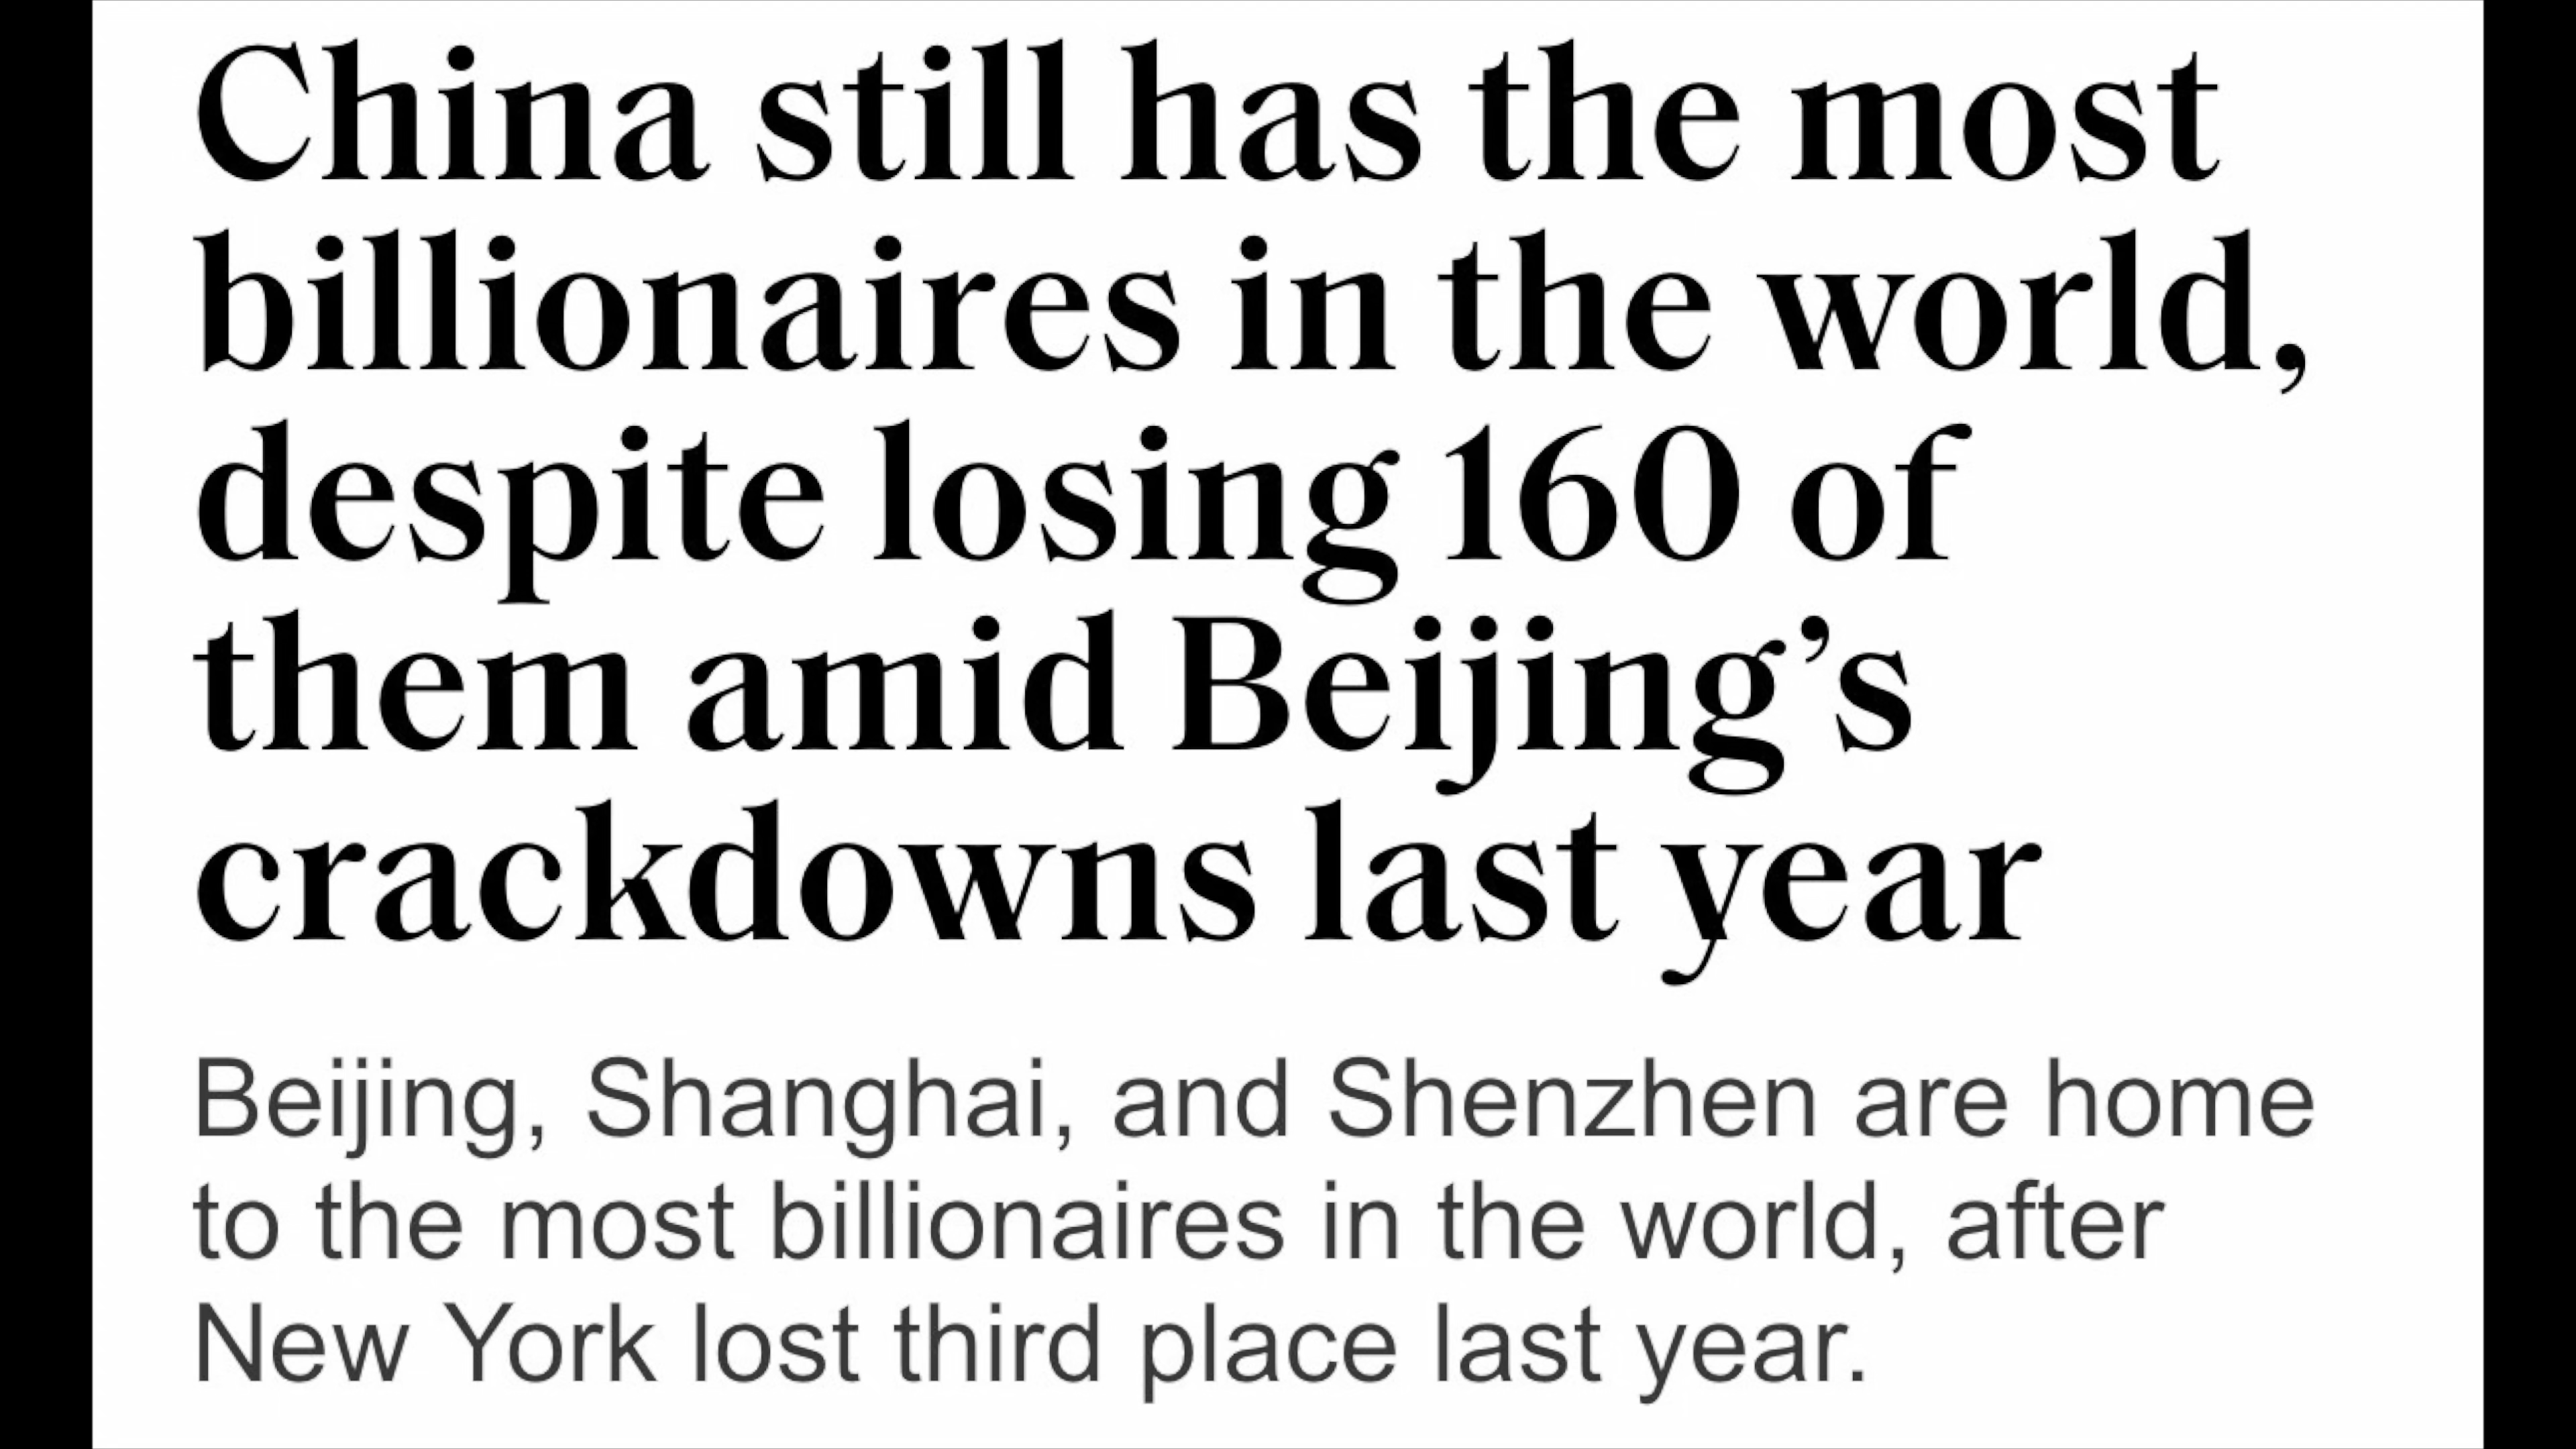 China still has the most
billionaires in the world,
despite losing 160 of
them amid Beijing’s
crackdowns last year
Beijing, Shanghai, and Shenzhen are home
to the most billionaires in the world, after
New York lost third place last year.